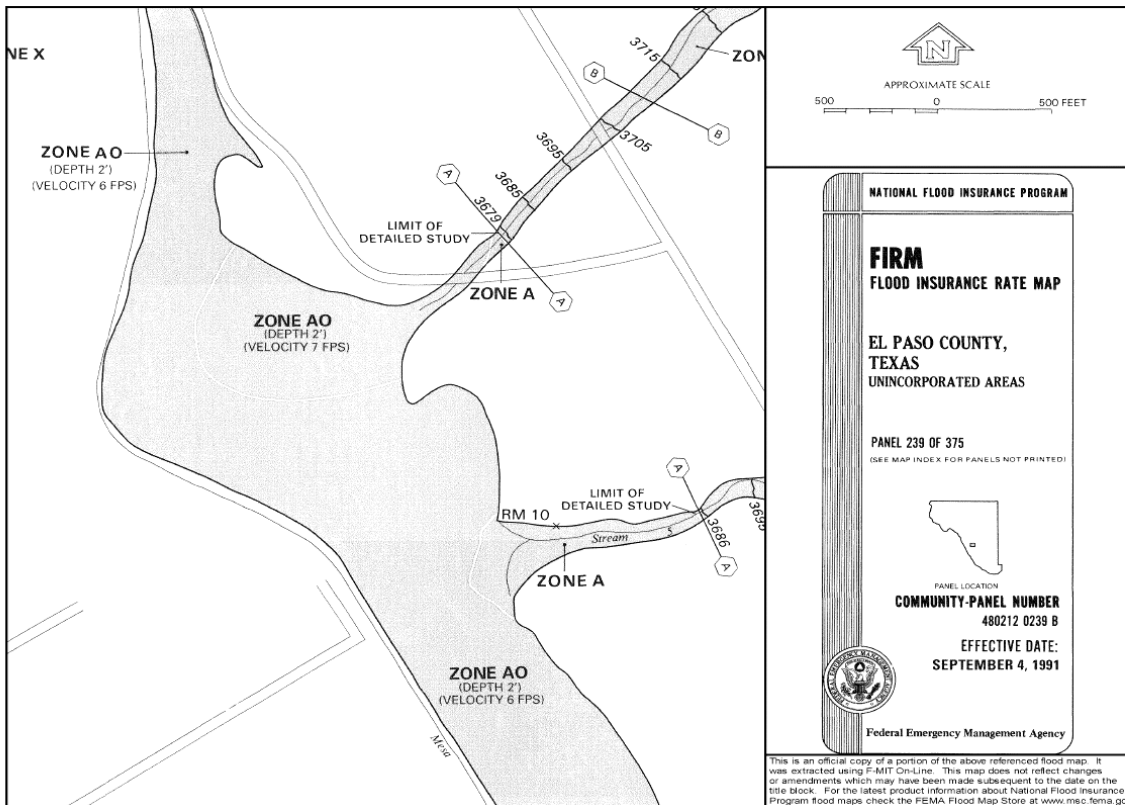 NE X
ZONE AO
(DEPTH 2')
(VELOCITY 6 FPS)
3715
ZON
B
B
3705
3695
3685
A
3679
LIMIT OF
DETAILED STUDY
ZONE A
A
ZONE AO
(DEPTH 2')
(VELOCITY 7 FPS)
A
LIMIT OF
DETAILED STUDY
RM 10
Stream
5
3686
A
ZONE A
ZONE AO
(DEPTH 2')
(VELOCITY 6 FPS)
Mesa
N
APPROXIMATE SCALE
500 0 500 FEET
NATIONAL FLOOD INSURANCE PROGRAM
FIRM
FLOOD INSURANCE RATE MAP
EL PASO COUNTY,
TEXAS
UNINCORPORATED AREAS
PANEL 239 OF 375
(SEE MAP INDEX FOR PANELS NOT PRINTED)
PANEL LOCATION
COMMUNITY-PANEL NUMBER
480212 0239 B
EFFECTIVE DATE:
SEPTEMBER 4, 1991
Federal Emergency Management Agency
This is an official copy of a portion of the above referenced flood map. It
was extracted using F-MIT On-Line. This map does not reflect changes
or amendments which may have been made subsequent to the date on the
title block. For the latest product information about National Flood Insurance
Program flood maps check the FEMA Flood Map Store at www.msc.fema.go